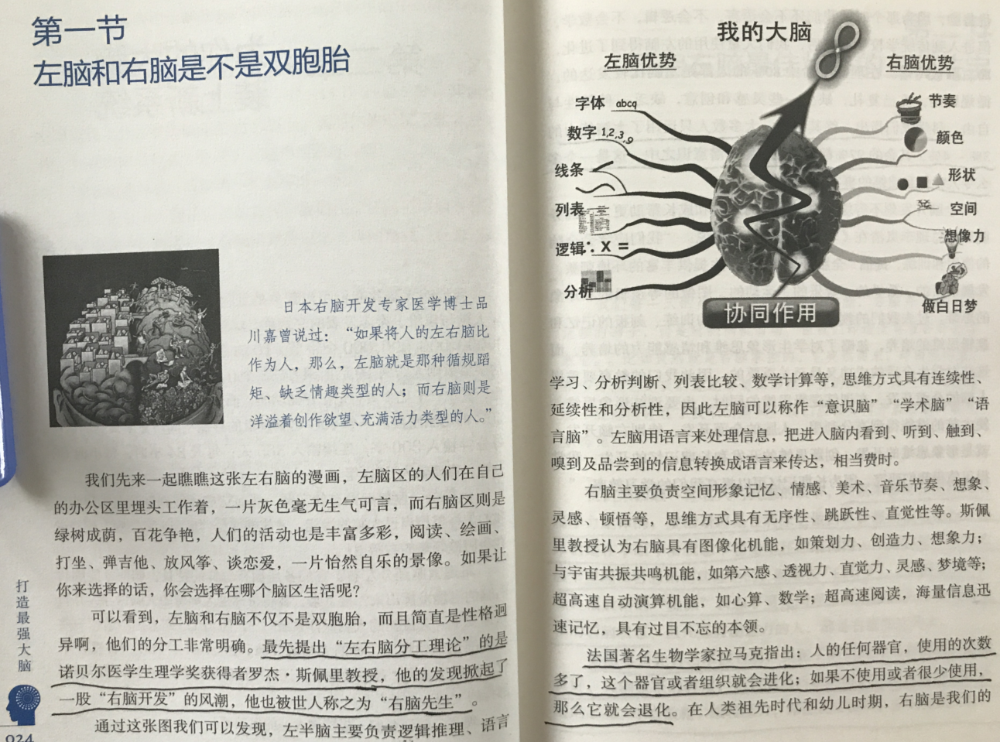 第一节
左脑和右脑是不是双胞胎
日本右脑开发专家医学博士品
川嘉曾说过：“如果将人的左右脑比
作为人，那么，左脑就是那种循规蹈
矩、缺乏情趣类型的人；而右脑则是
洋溢着创作欲望、充满活力类型的人。”
我们先来一起瞧瞧这张左右脑的漫画，左脑区的人们在自己
的办公区里埋头工作着，一片灰色毫无生气可言，而右脑区则是
绿树成荫，百花争艳，人们的活动也是丰富多彩，阅读、绘画、
打坐、弹吉他、放风筝、谈恋爱，一片怡然自乐的景像。如果让
你来选择的话，你会选择在哪个脑区生活呢？
可以看到，左脑和右脑不仅不是双胞胎，而且简直是性格迥
异啊，他们的分工非常明确。最先提出“左右脑分工理论”的是
诺贝尔医学生理学奖获得者罗杰·斯佩里教授，他的发现掀起了
一股“右脑开发”的风潮，他也被世人称之为“右脑先生”。
通过这张图我们可以发现，左半脑主要负责逻辑推理、语言
打造最强大脑
024
我的大脑
左脑优势
右脑优势
字体 abcq
数字 1,2,3,9
线条
列表
逻辑∴ X =
分析
节奏
颜色
形状
空间
想像力
做白日梦
协同作用
学习、分析判断、列表比较、数学计算等，思维方式具有连续性、
延续性和分析性，因此左脑可以称作“意识脑”“学术脑”“语
言脑”。左脑用语言来处理信息，把进入脑内看到、听到、触到、
嗅到及品尝到的信息转换成语言来传达，相当费时。
右脑主要负责空间形象记忆、情感、美术、音乐节奏、想象、
灵感、顿悟等，思维方式具有无序性、跳跃性、直觉性等。斯佩
里教授认为右脑具有图像化机能，如策划力、创造力、想象力；
与宇宙共振共鸣机能，如第六感、透视力、直觉力、灵感、梦境等；
超高速自动演算机能，如心算、数学；超高速阅读，海量信息迅
速记忆，具有过目不忘的本领。
法国著名生物学家拉马克指出：人的任何器官，使用的次数
多了，这个器官或者组织就会进化；如果不使用或者很少使用，
那么它就会退化。在人类祖先时代和幼儿时期，右脑是我们的